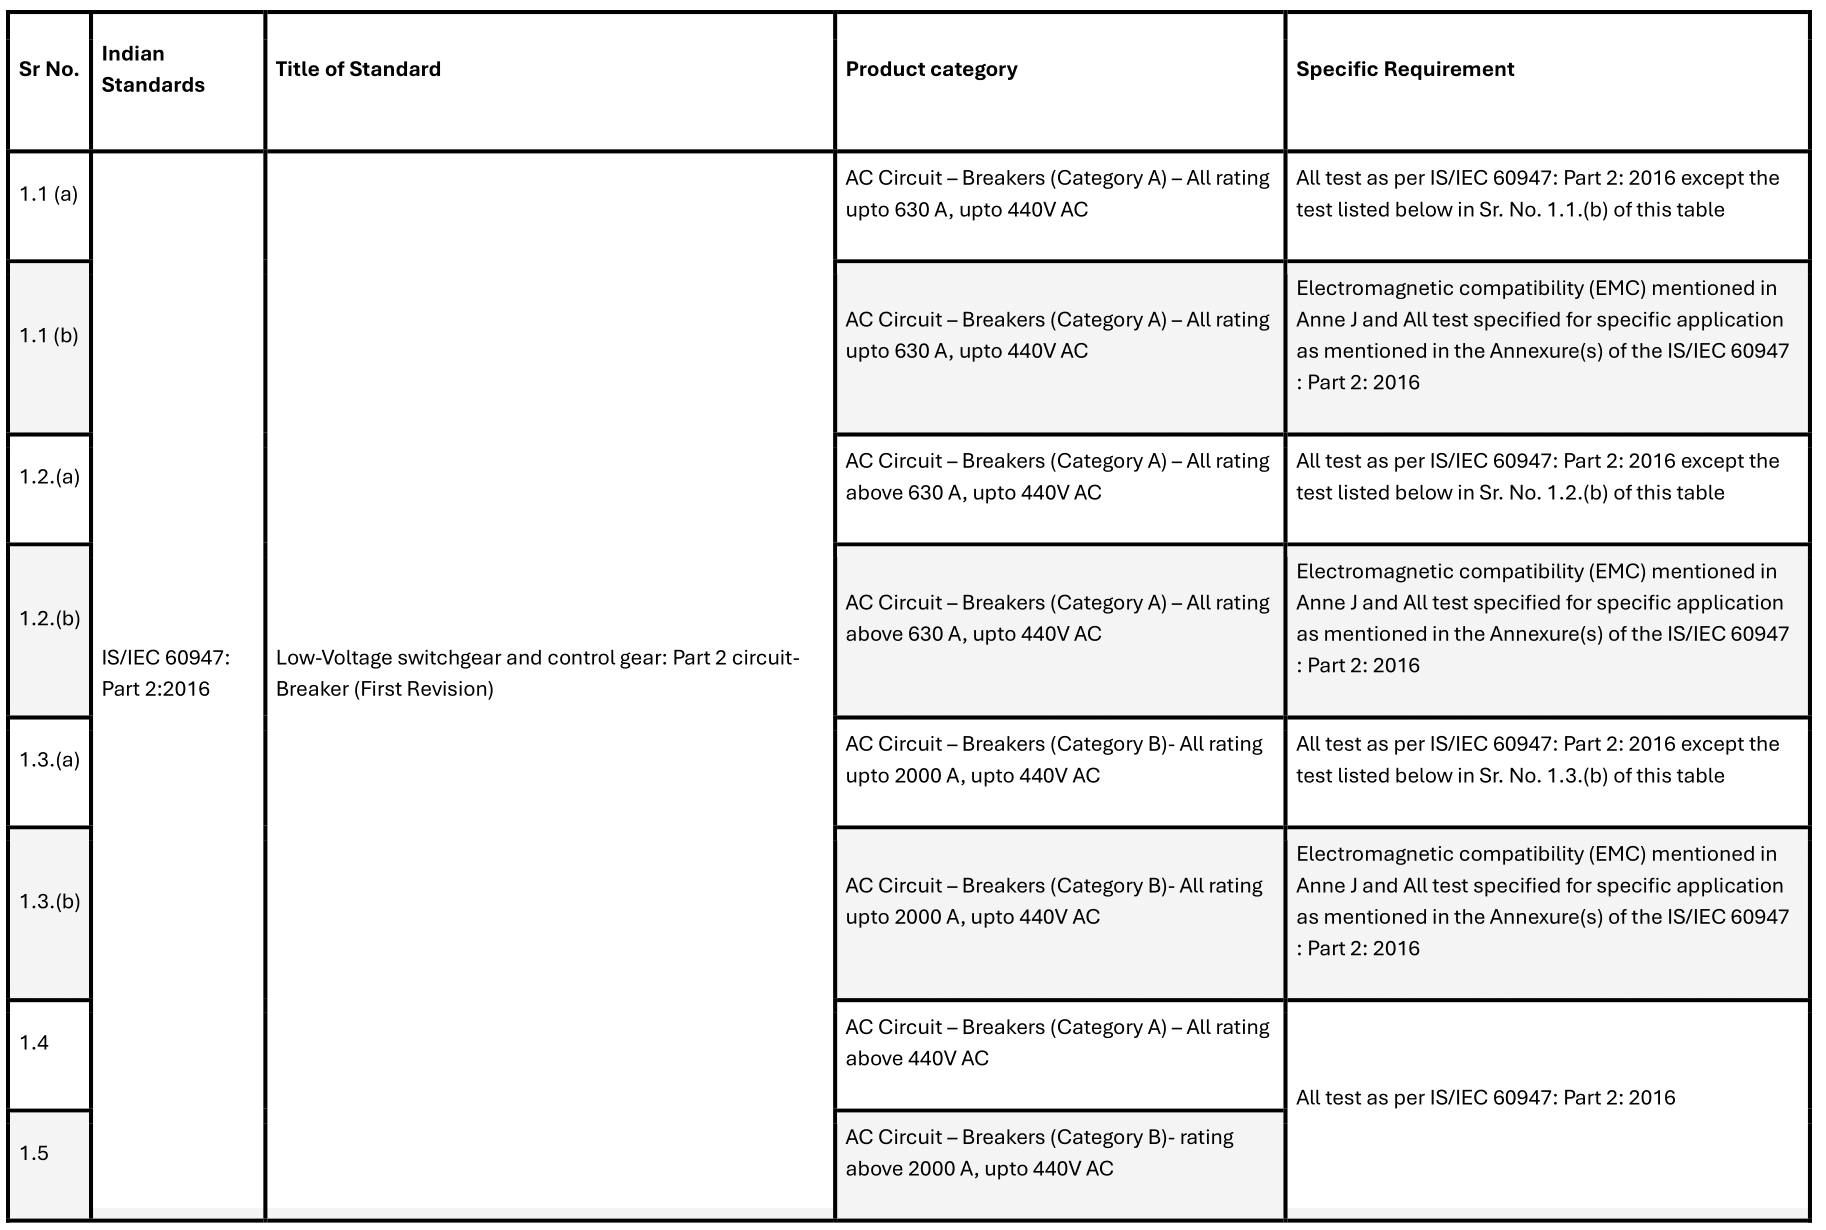 Sr No.
Indian
Standards
Title of Standard
Product category
Specific Requirement
1.1 (a)
AC Circuit – Breakers (Category A) – All rating
upto 630 A, upto 440V AC
All test as per IS/IEC 60947: Part 2: 2016 except the
test listed below in Sr. No. 1.1.(b) of this table
1.1 (b)
AC Circuit – Breakers (Category A) – All rating
upto 630 A, upto 440V AC
Electromagnetic compatibility (EMC) mentioned in
Anne J and All test specified for specific application
as mentioned in the Annexure(s) of the IS/IEC 60947
: Part 2: 2016
1.2.(a)
AC Circuit – Breakers (Category A) – All rating
above 630 A, upto 440V AC
All test as per IS/IEC 60947: Part 2: 2016 except the
test listed below in Sr. No. 1.2.(b) of this table
1.2.(b)
AC Circuit – Breakers (Category A) – All rating
above 630 A, upto 440V AC
Electromagnetic compatibility (EMC) mentioned in
Anne J and All test specified for specific application
as mentioned in the Annexure(s) of the IS/IEC 60947
: Part 2: 2016
IS/IEC 60947:
Part 2:2016
Low-Voltage switchgear and control gear: Part 2 circuit-
Breaker (First Revision)
1.3.(a)
AC Circuit – Breakers (Category B)- All rating
upto 2000 A, upto 440V AC
All test as per IS/IEC 60947: Part 2: 2016 except the
test listed below in Sr. No. 1.3.(b) of this table
1.3.(b)
AC Circuit – Breakers (Category B)- All rating
upto 2000 A, upto 440V AC
Electromagnetic compatibility (EMC) mentioned in
Anne J and All test specified for specific application
as mentioned in the Annexure(s) of the IS/IEC 60947
: Part 2: 2016
1.4
AC Circuit – Breakers (Category A) – All rating
above 440V AC
All test as per IS/IEC 60947: Part 2: 2016
1.5
AC Circuit – Breakers (Category B)- rating
above 2000 A, upto 440V AC